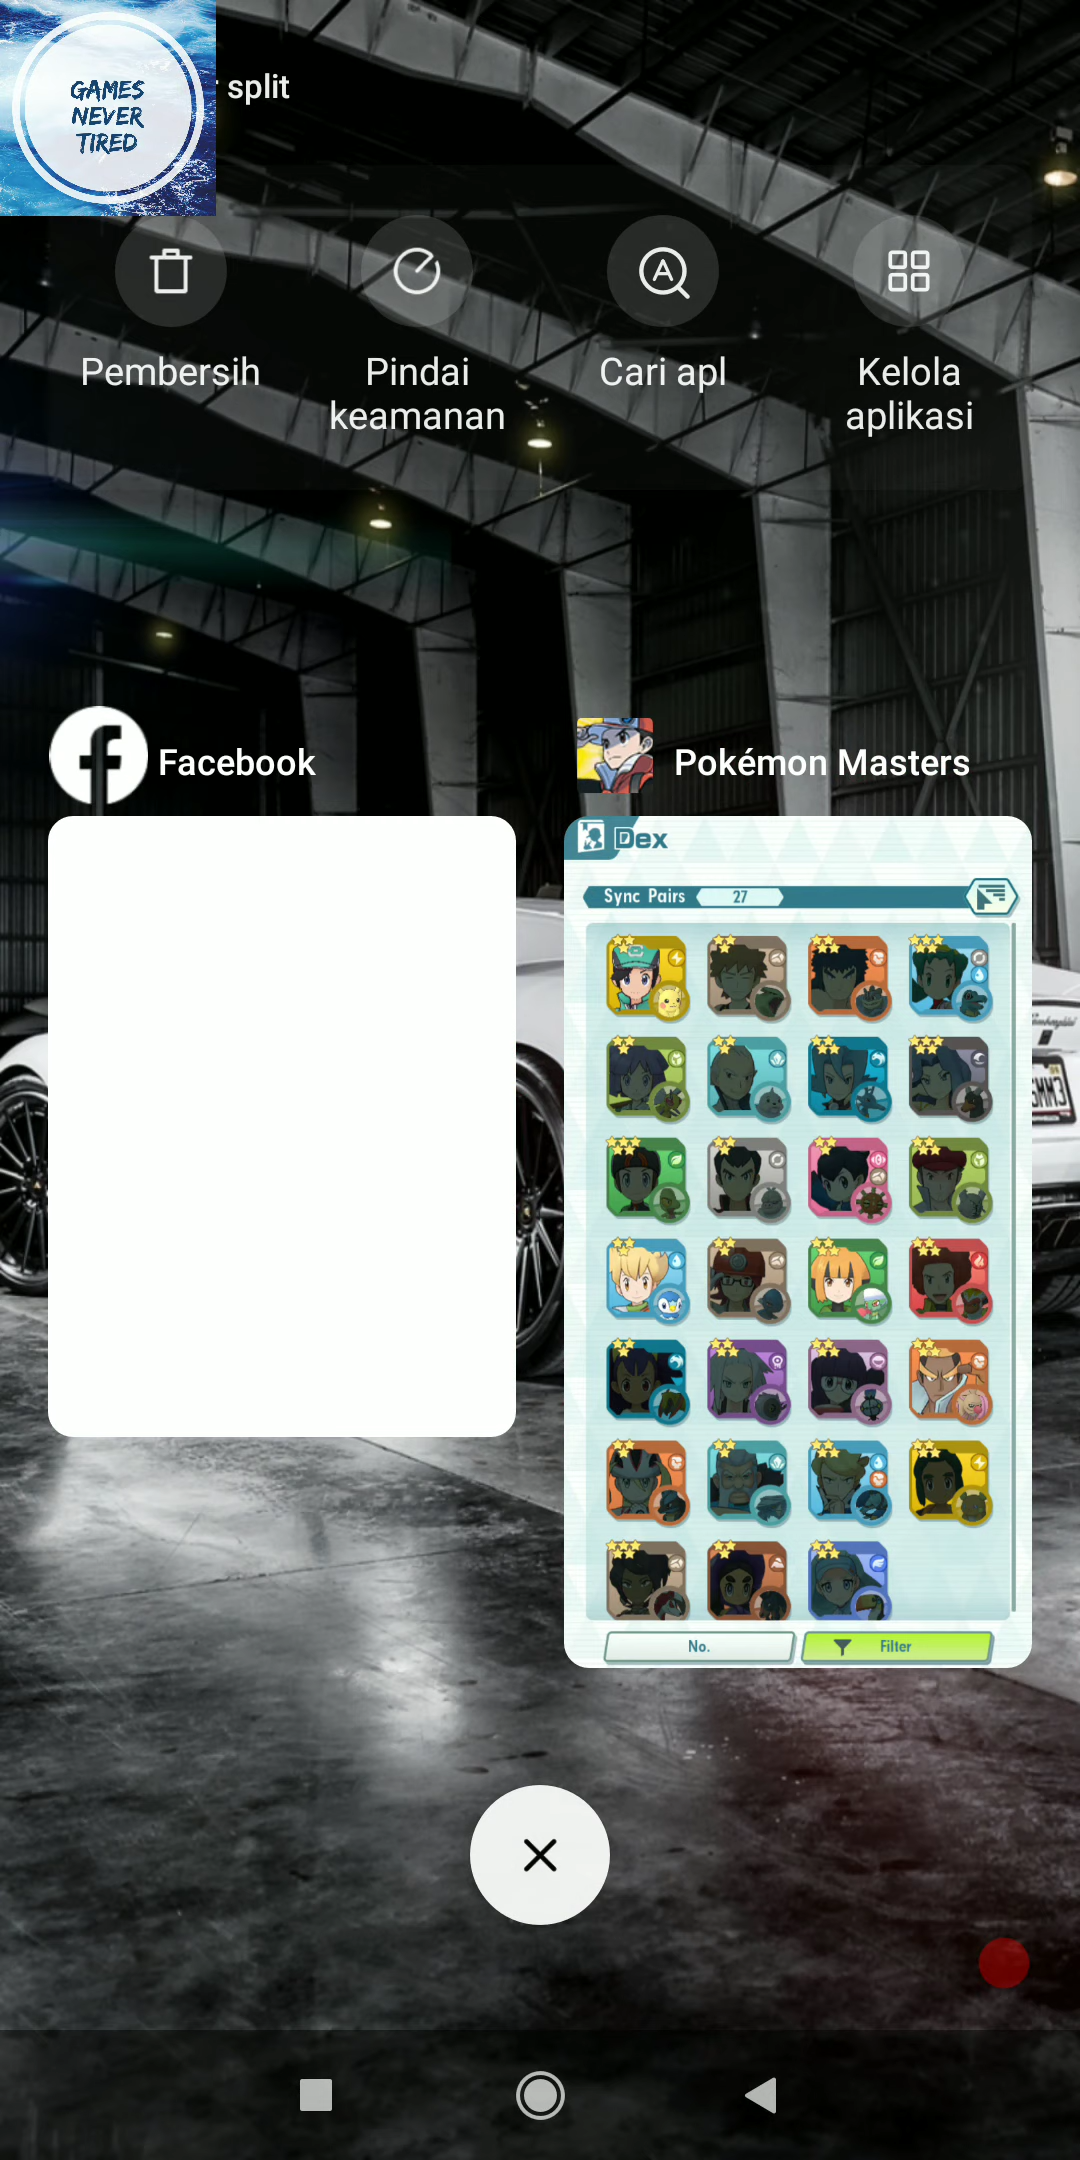 GAMES
NEVER
TIRED
split
Pembersih
Pindai
keamanan
Cari apl
Kelola
aplikasi
Facebook
Pokémon Masters
Dex
Sync Pairs 27
No.
Filter